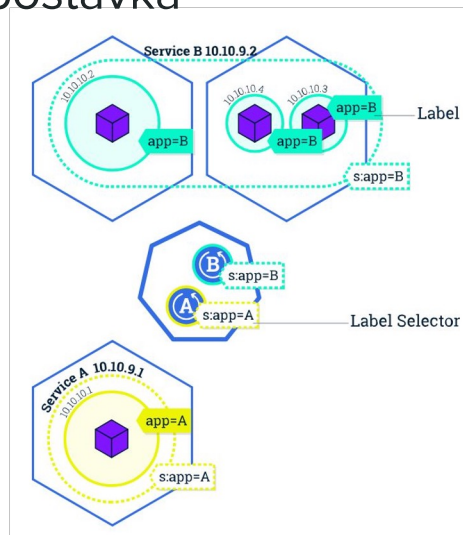 Service B 10.10.9.2
10.10.10.2
10.10.10.4
10.10.10.3
app=B
app=B
app=B
Label
s:app=B
B
s:app=B
A
s:app=A
Label Selector
Service A 10.10.9.1
10.10.10.1
app=A
s:app=A